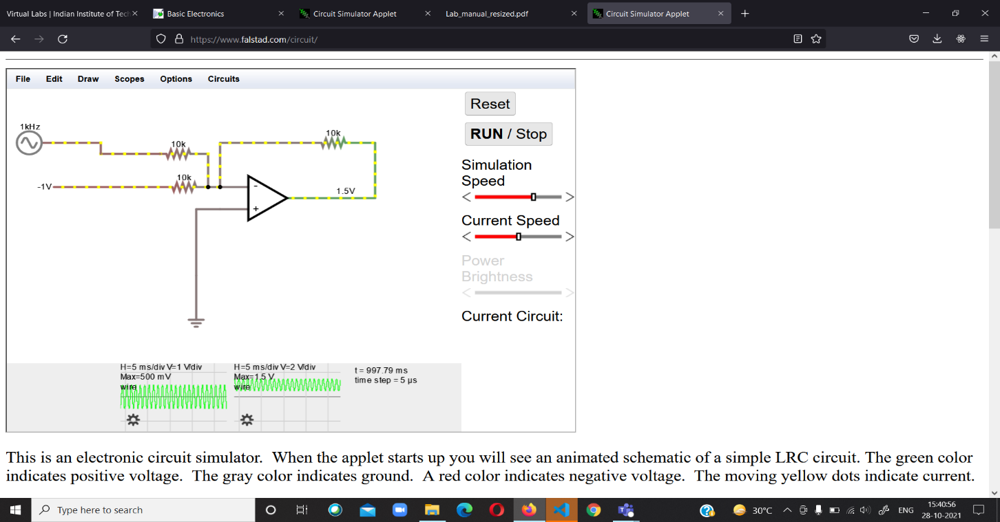 Virtual Labs | Indian Institute of Tech
Basic Electronics
Circuit Simulator Applet
Lab_manual_resized.pdf
Circuit Simulator Applet
https://www.falstad.com/circuit/
File Edit Draw Scopes Options Circuits
Reset
RUN / Stop
Simulation
Speed
Current Speed
Power
Brightness
Current Circuit:
1kHz
10k
10k
10k
-1V
-
+
1.5V
H=5 ms/div V=1 V/div
Max=500 mV
wire
H=5 ms/div V=2 V/div
Max=1.5 V
wire
t = 997.79 ms
time step = 5 µs
This is an electronic circuit simulator. When the applet starts up you will see an animated schematic of a simple LRC circuit. The green color
indicates positive voltage. The gray color indicates ground. A red color indicates negative voltage. The moving yellow dots indicate current.
Type here to search
30°C
ENG
15:40:56
28-10-2021